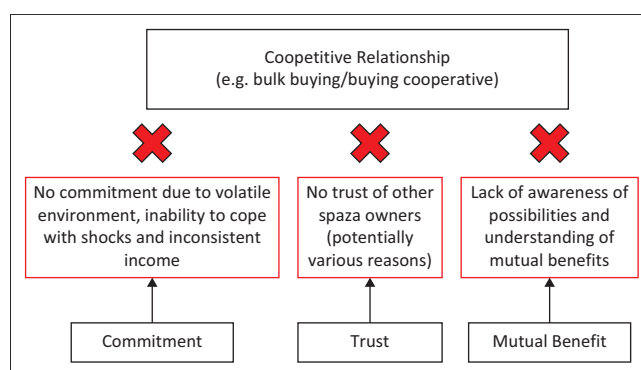 Coopetitive Relationship
(e.g. bulk buying/buying cooperative)
No commitment due to volatile
environment, inability to cope
with shocks and inconsistent
income
No trust of other
spaza owners
(potentially
various reasons)
Lack of awareness of
possibilities and
understanding of
mutual benefits
Commitment
Trust
Mutual Benefit